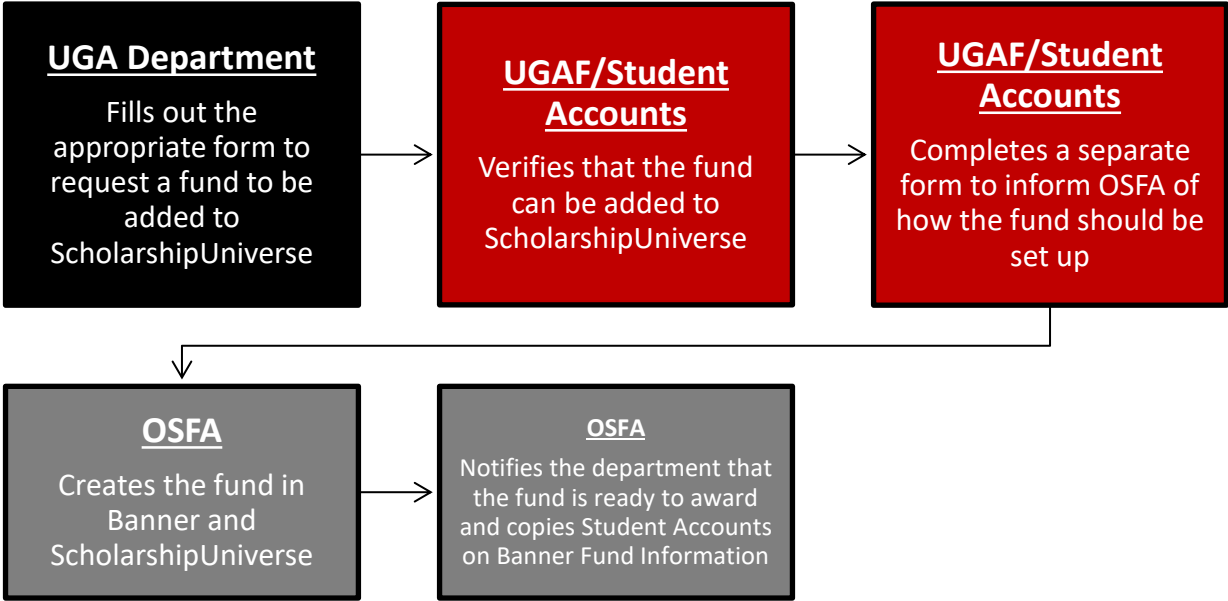 UGA Department
Fills out the
appropriate form to
request a fund to be
added to
ScholarshipUniverse
UGAF/Student
Accounts
Verifies that the fund
can be added to
ScholarshipUniverse
UGAF/Student
Accounts
Completes a separate
form to inform OSFA of
how the fund should be
set up
OSFA
Creates the fund in
Banner and
ScholarshipUniverse
OSFA
Notifies the department that
the fund is ready to award
and copies Student Accounts
on Banner Fund Information